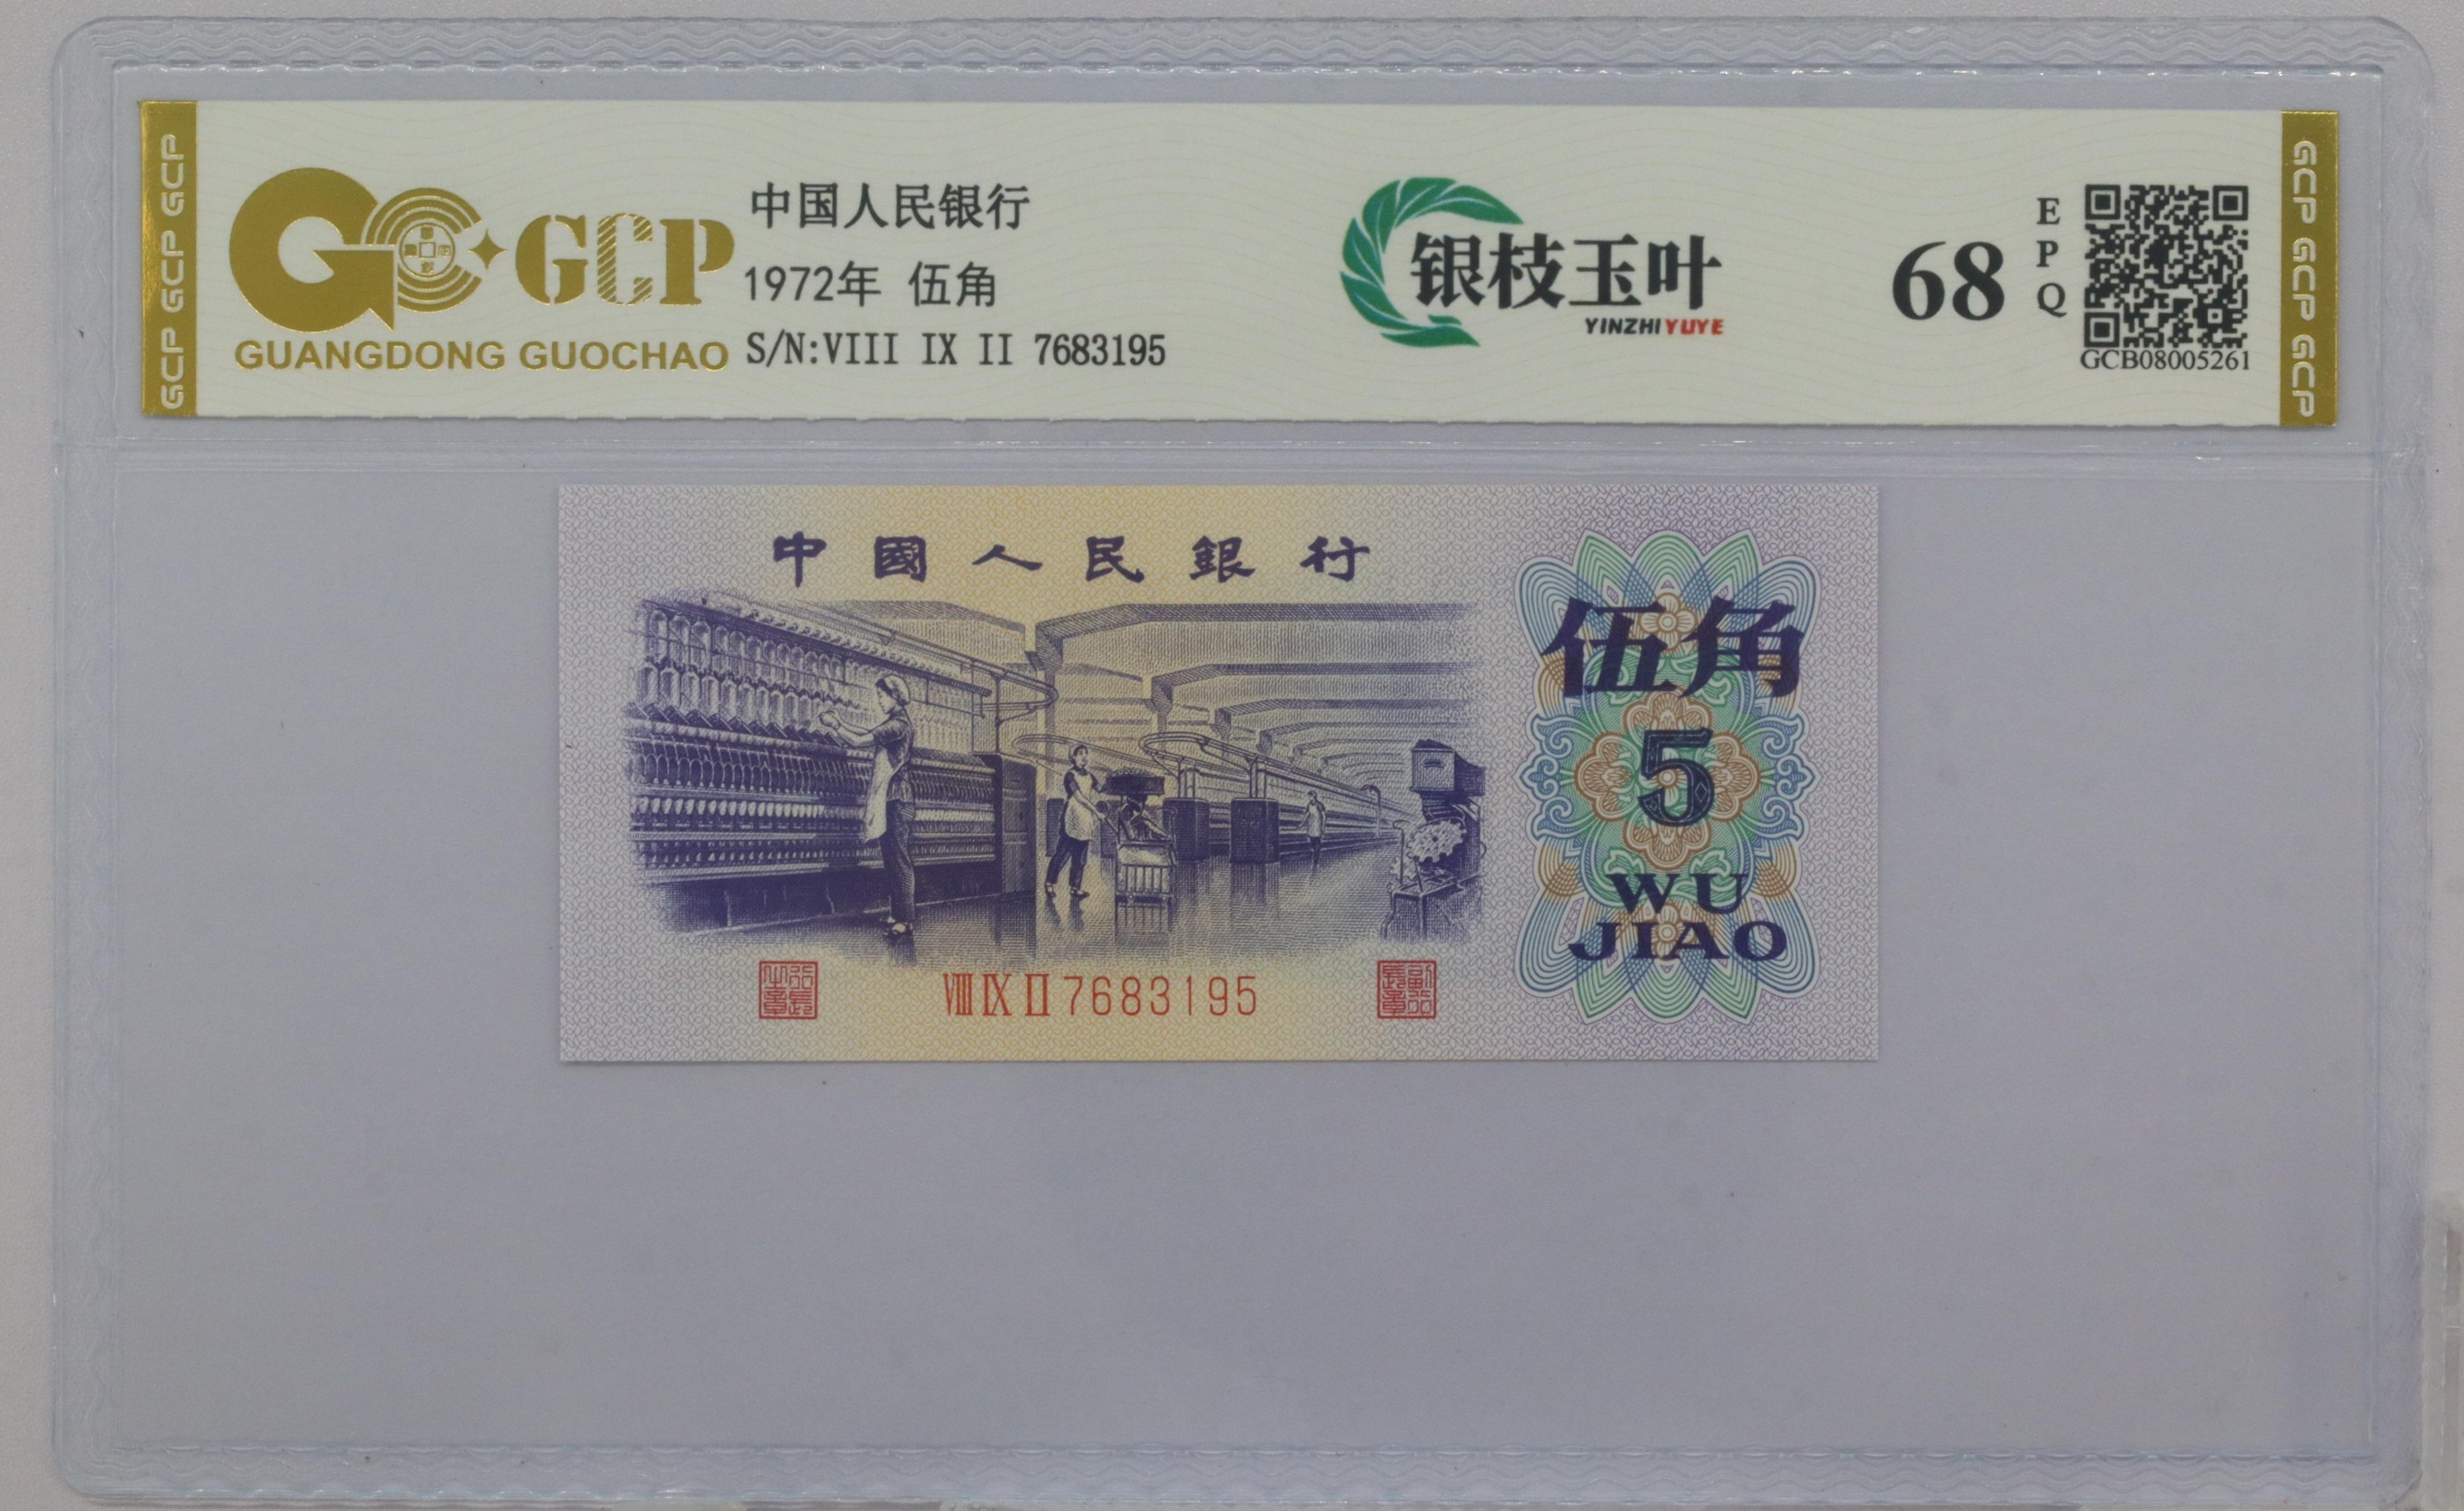 GCP GCP GCP
GCP
GUANGDONG GUOCHAO
中国人民银行
1972年 伍角
S/N:VIII IX II 7683195
银枝玉叶
YINZHIYUYE
68
EPQ
GCB08005261
GCP GCP GCP
中國人民銀行
伍角
5
WU
JIAO
VIII IX II 7683195